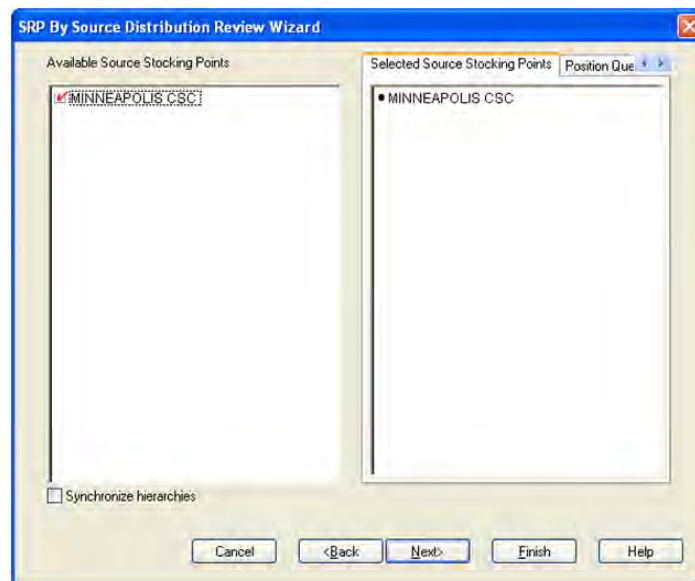 SRP By Source Distribution Review Wizard
Available Source Stocking Points
Selected Source Stocking Points
Position Que
MINNEAPOLIS CSC
MINNEAPOLIS CSC
Synchronize hierarchies
Cancel
<Back
Next>
Finish
Help